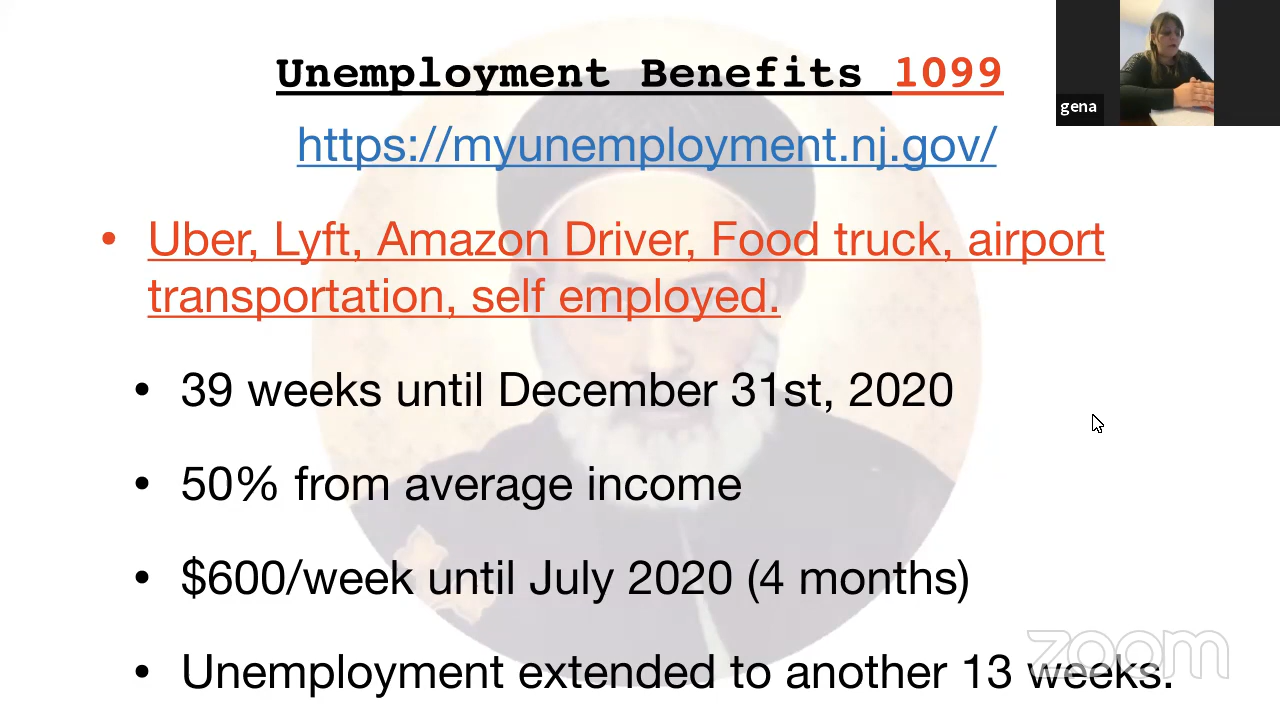 Unemployment Benefits 1099
gena
https://myunemployment.nj.gov/
• Uber, Lyft, Amazon Driver, Food truck, airport
transportation, self employed.
• 39 weeks until December 31st, 2020
• 50% from average income
• $600/week until July 2020 (4 months)
• Unemployment extended to another 13 weeks.
zoom